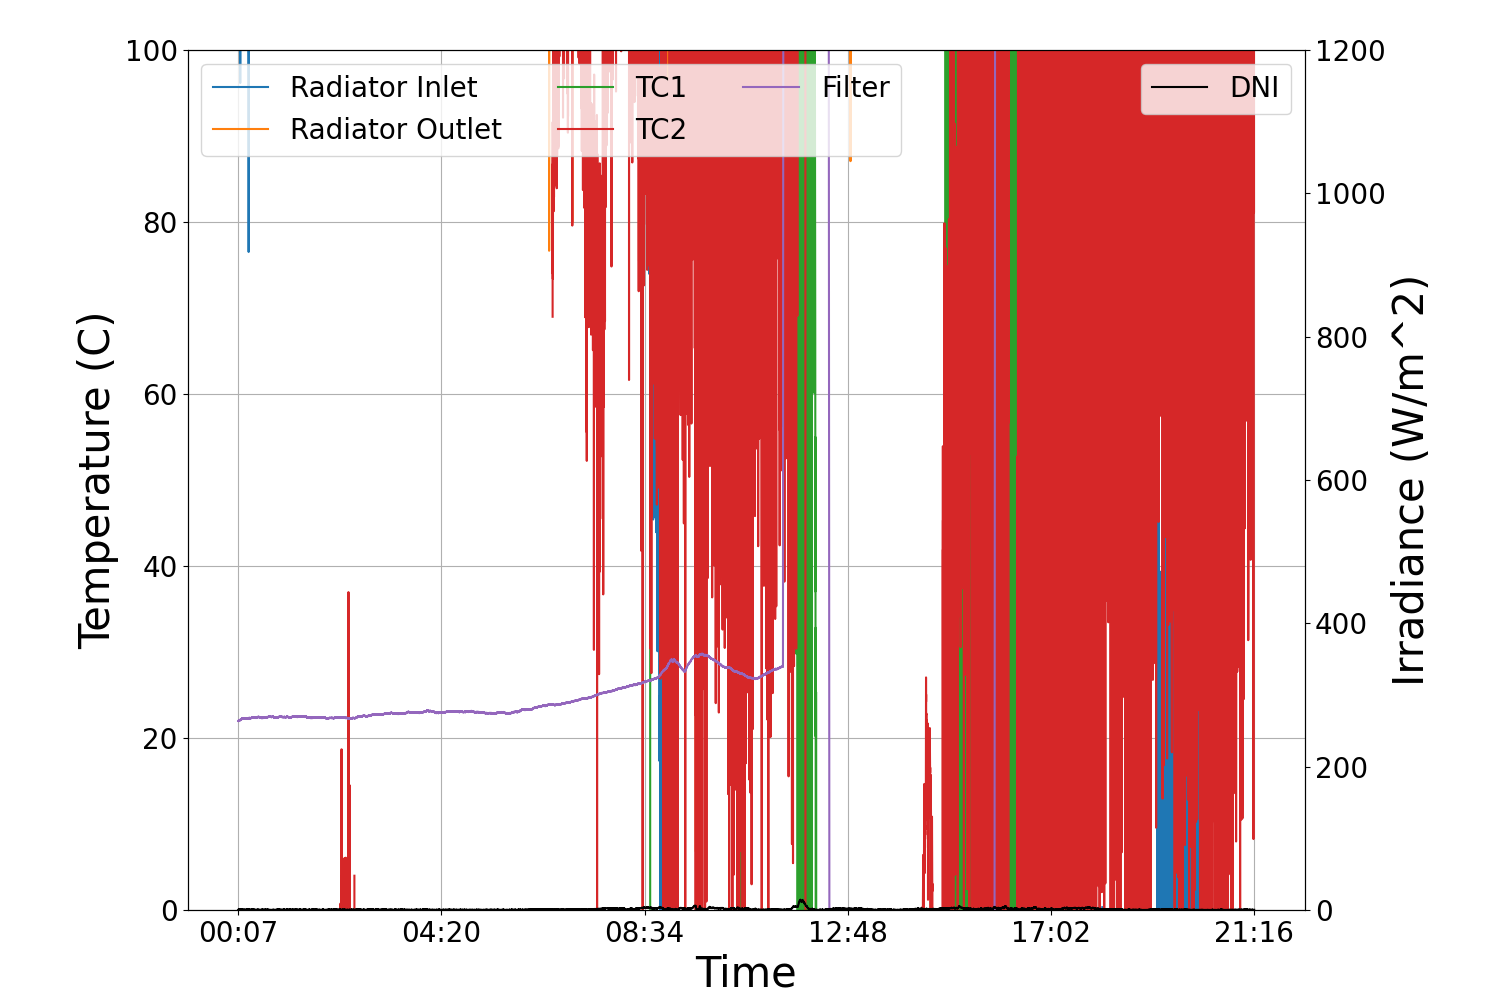 100
80
60
40
20
0
Temperature (C)
Radiator Inlet
Radiator Outlet
TC1
TC2
Filter
DNI
1200
1000
800
600
400
200
0
Irradiance (W/m^2)
00:07
04:20
08:34
12:48
17:02
21:16
Time